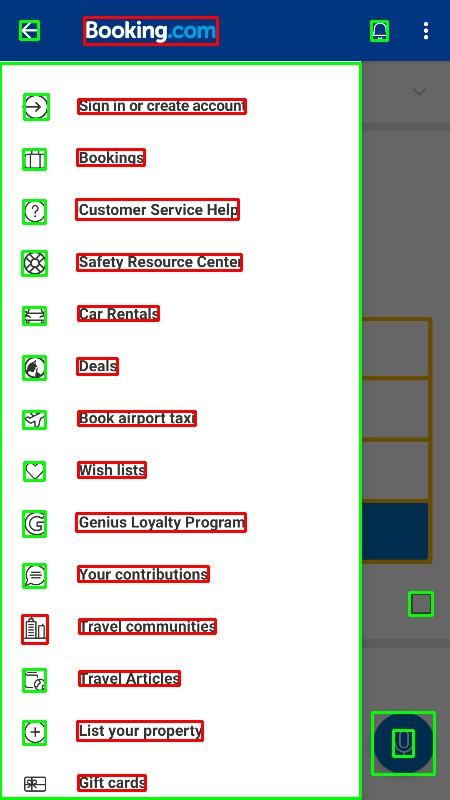 Booking.com
Sign in or create account
Bookings
Customer Service Help
Safety Resource Center
Car Rentals
Deals
Book airport taxi
Wish lists
Genius Loyalty Program
Your contributions
Travel communities
Travel Articles
List your property
Gift cards